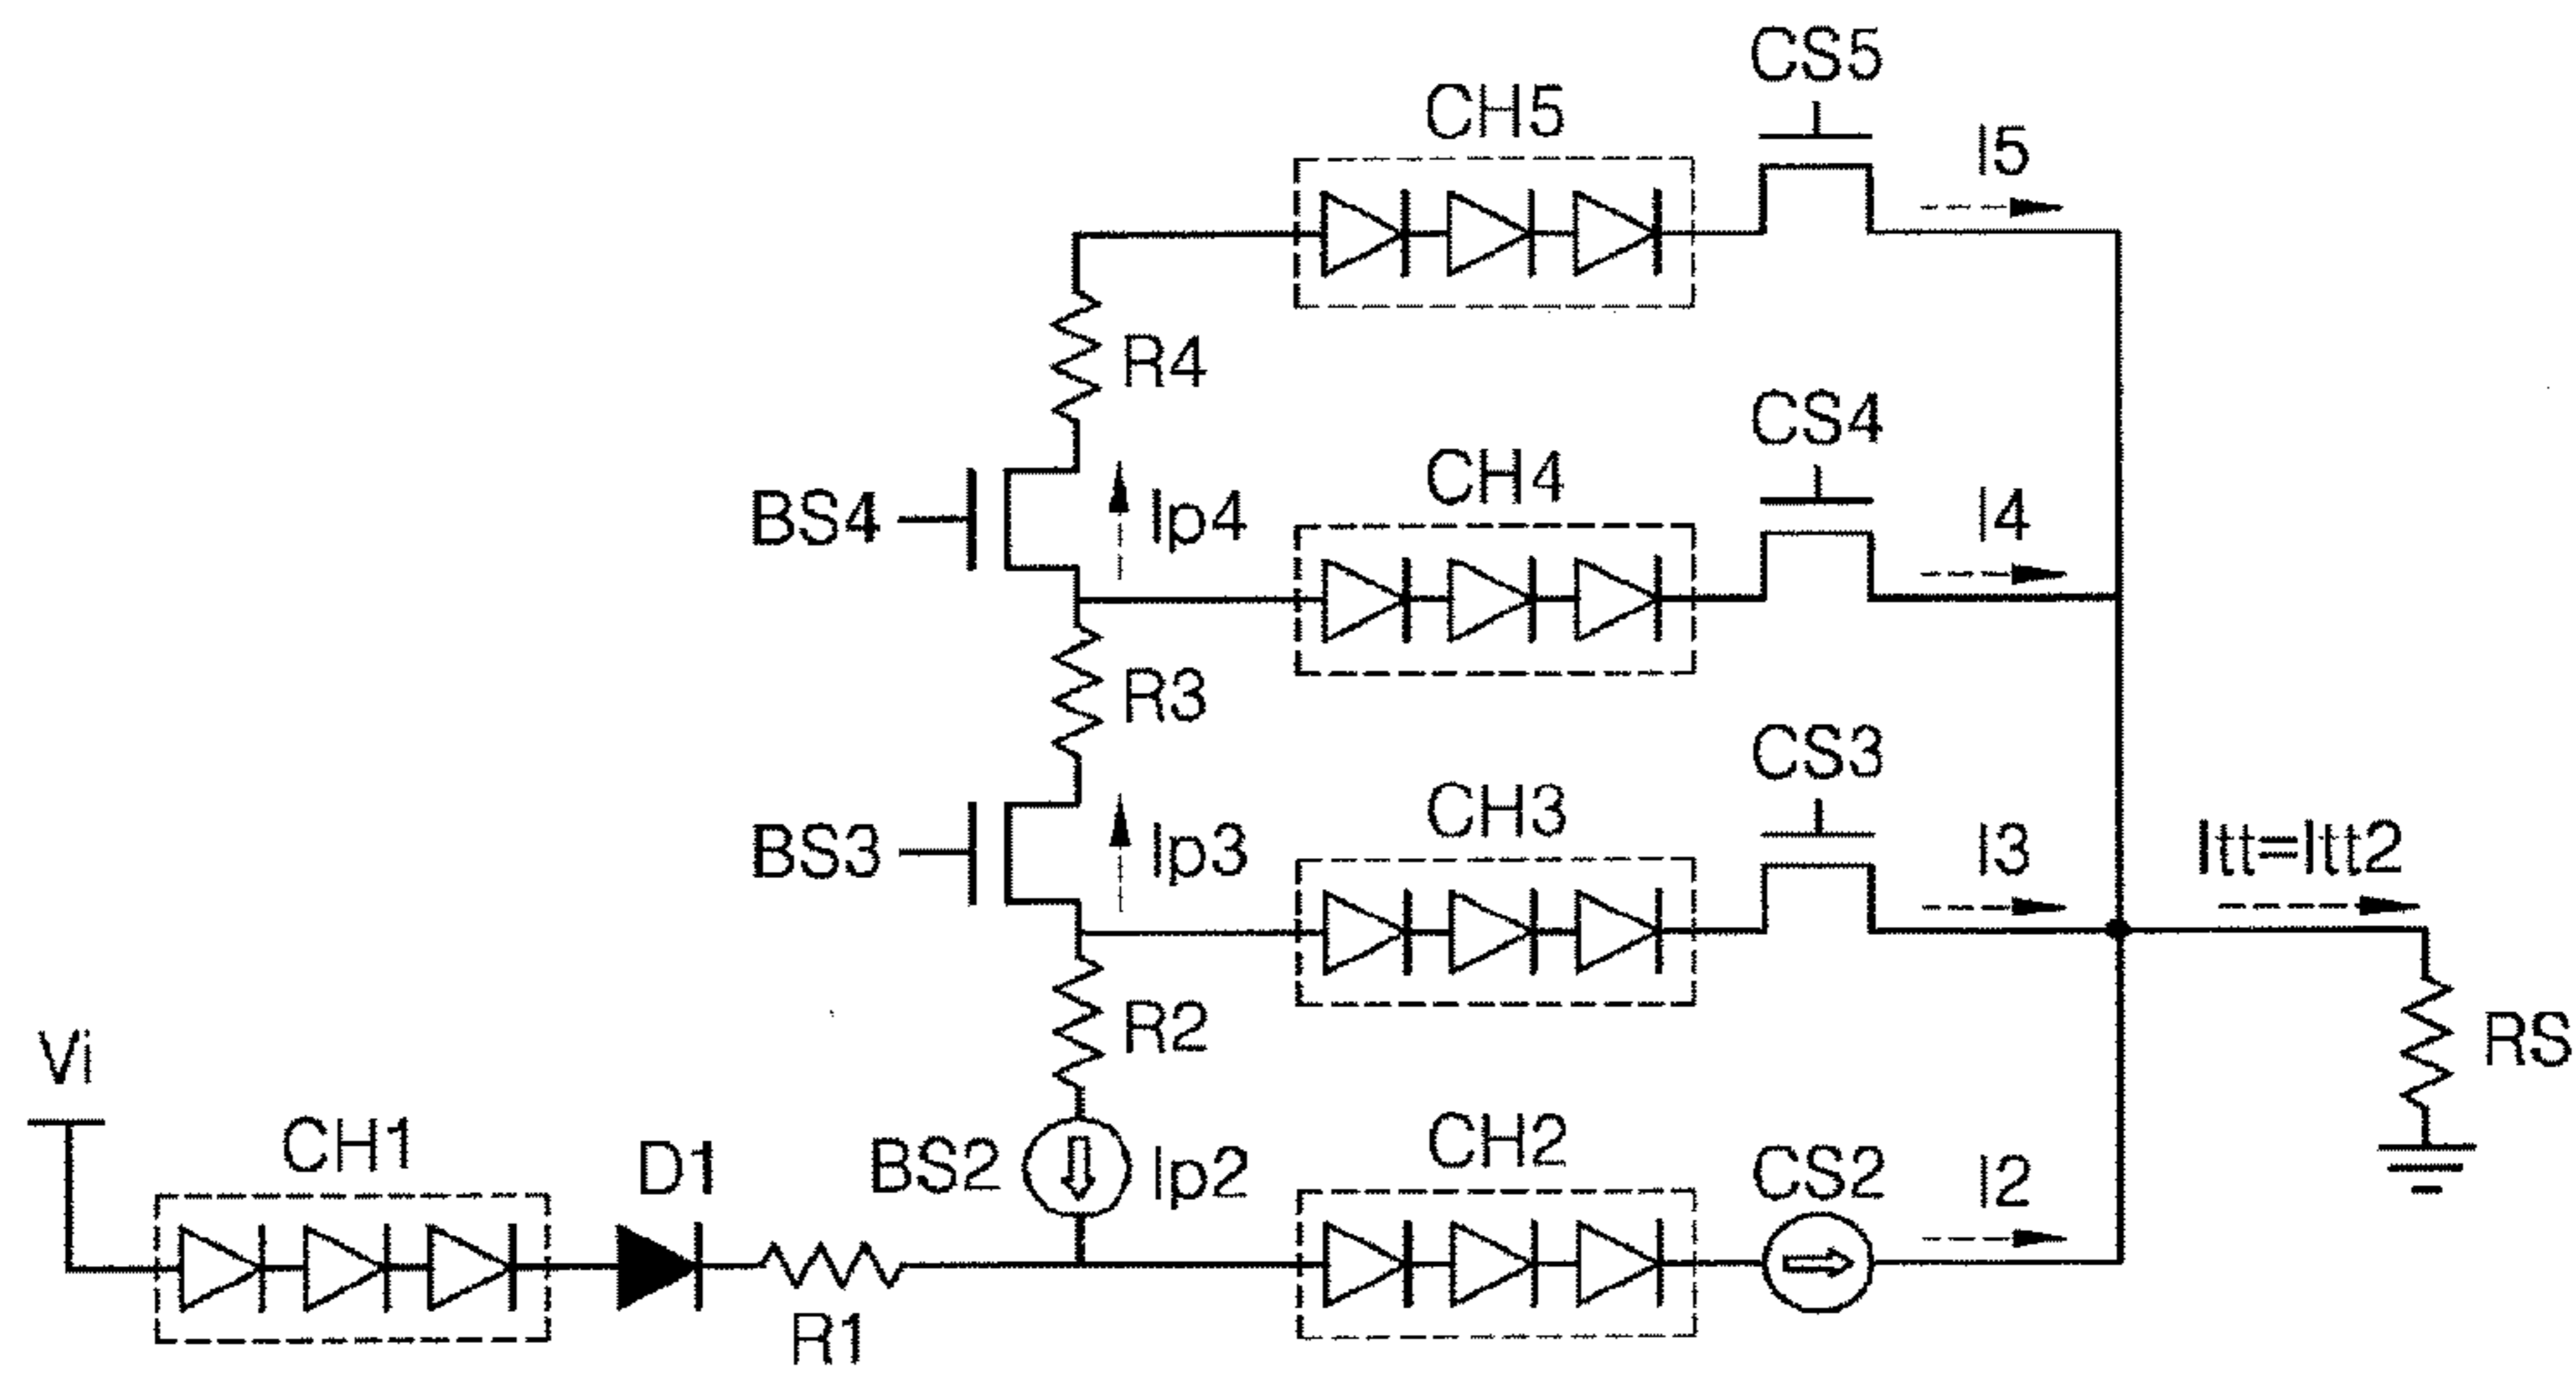 CS5
CH5
I5
R4
CS4
CH4
I4
BS4
Ip4
R3
CS3
CH3
I3
Itt=Itt2
BS3
Ip3
R2
RS
Vi
CH1
D1
BS2
Ip2
CH2
CS2
I2
R1